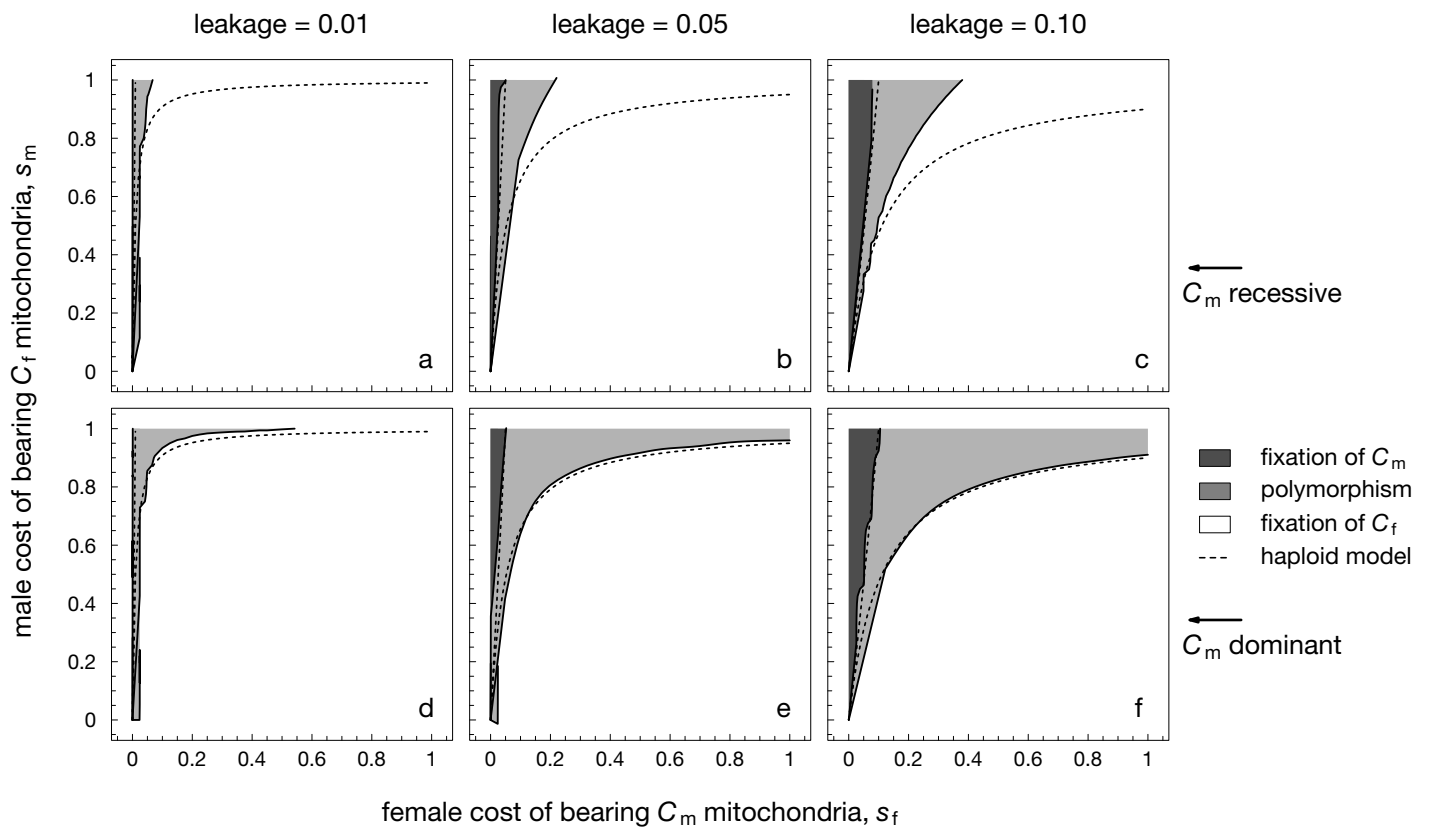 leakage = 0.01
leakage = 0.05
leakage = 0.10
male cost of bearing Cf mitochondria, sm
1
0.8
0.6
0.4
0.2
0
a
b
c
Cm recessive
1
0.8
0.6
0.4
0.2
0
d
e
f
fixation of Cm
polymorphism
fixation of Cf
haploid model
Cm dominant
0 0.2 0.4 0.6 0.8 1
0 0.2 0.4 0.6 0.8 1
0 0.2 0.4 0.6 0.8 1
female cost of bearing Cm mitochondria, sf